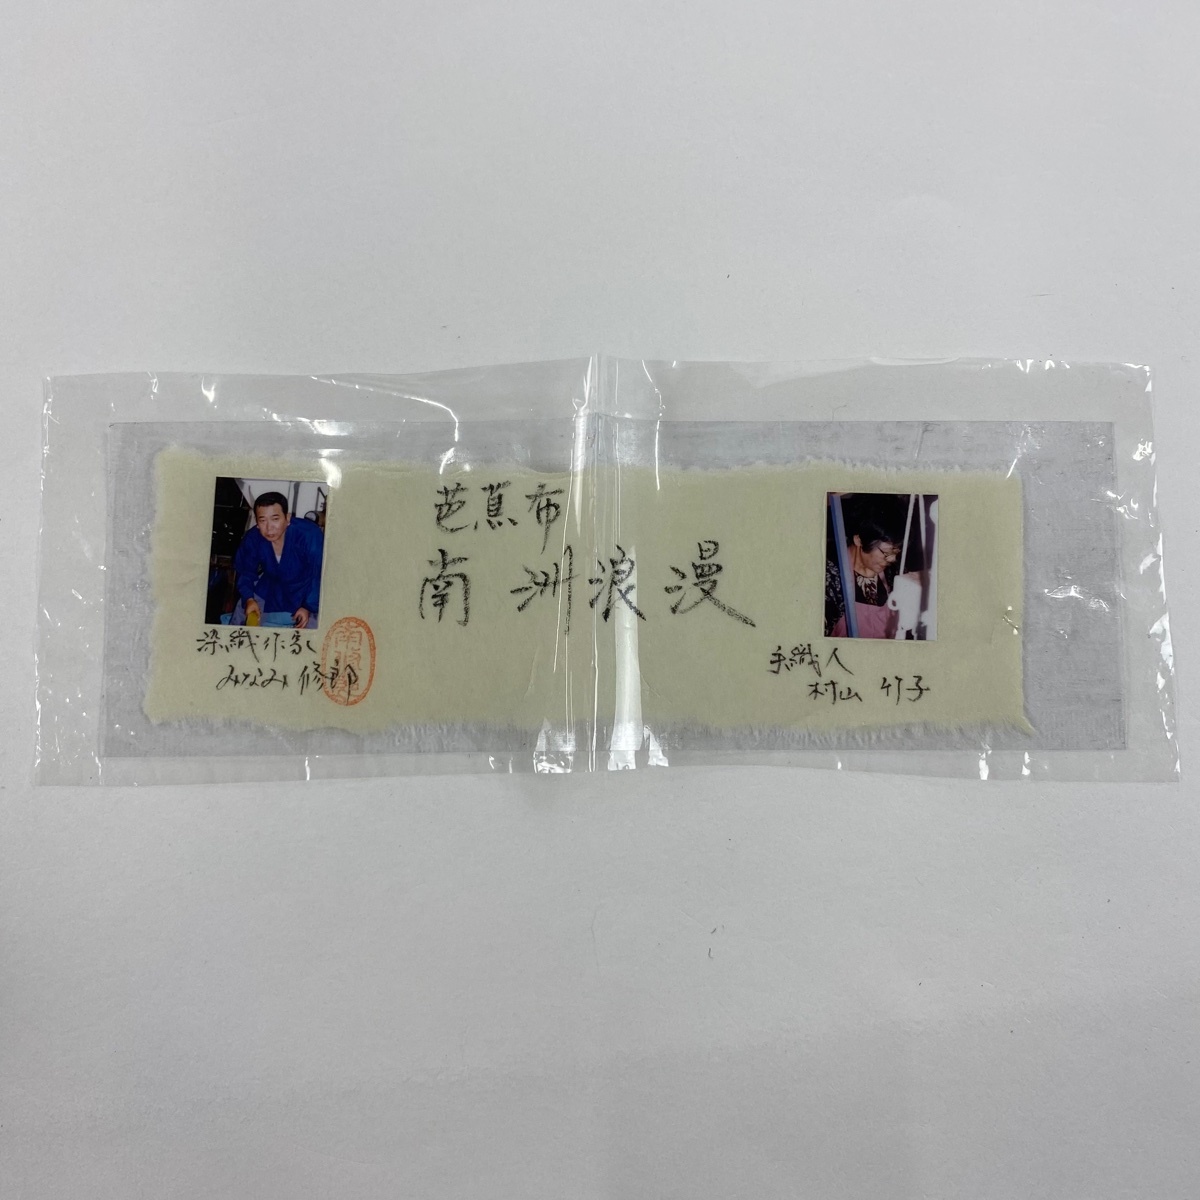 芭蕉布
南洲浪漫
染織作家
みなみ修郎
手織人
村山竹子